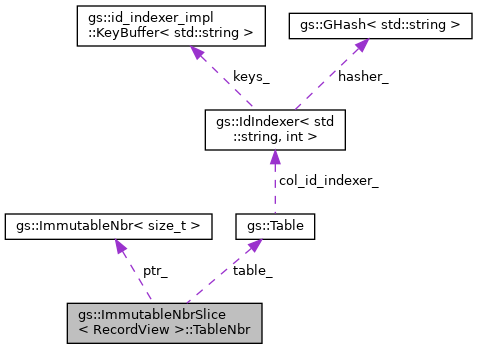 gs::id_indexer_impl
::KeyBuffer< std::string >
gs::GHash< std::string >
keys_
hasher_
gs::IdIndexer< std
::string, int >
col_id_indexer_
gs::ImmutableNbr< size_t >
gs::Table
ptr_
table_
gs::ImmutableNbrSlice
< RecordView >::TableNbr